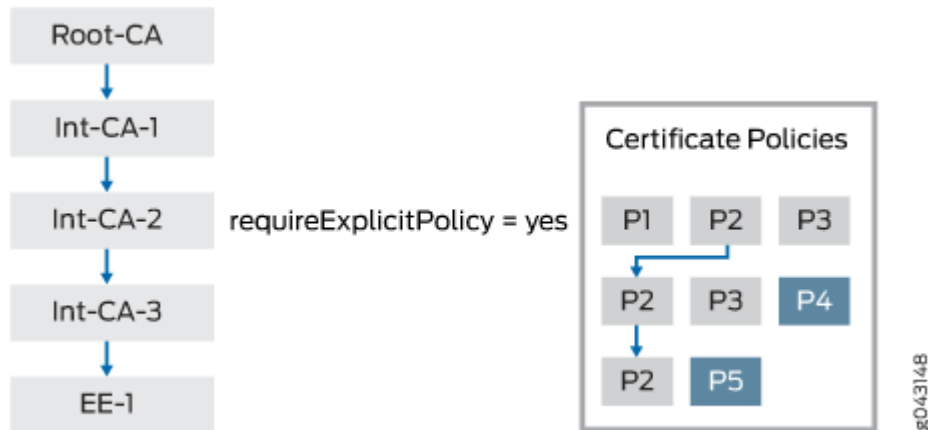 Root-CA
Int-CA-1
Int-CA-2
requireExplicitPolicy = yes
Int-CA-3
EE-1
Certificate Policies
P1 P2 P3
P2 P3 P4
P2 P5
g043148